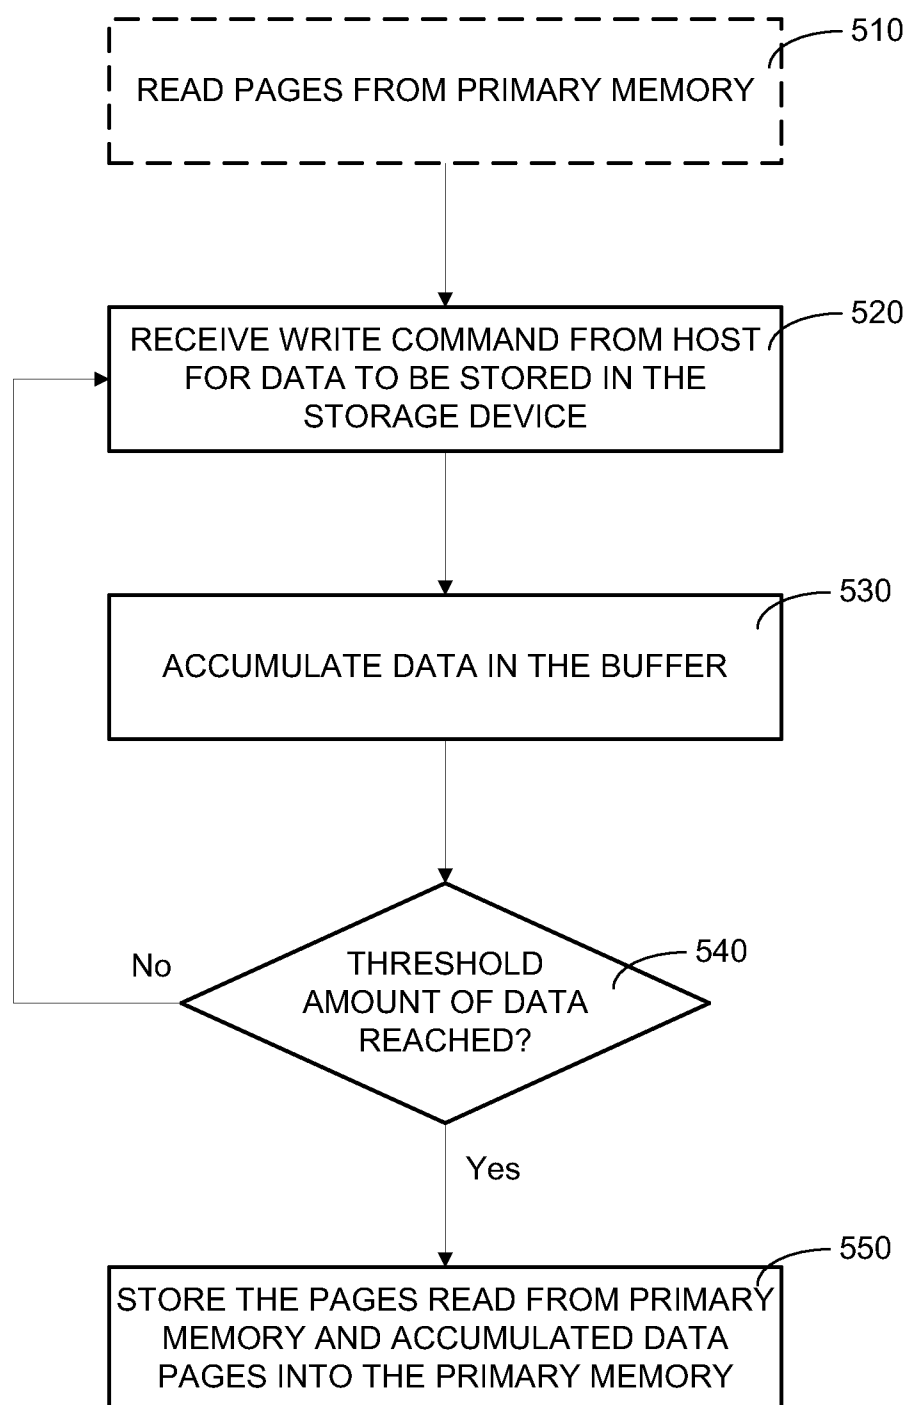 510
READ PAGES FROM PRIMARY MEMORY
520
RECEIVE WRITE COMMAND FROM HOST
FOR DATA TO BE STORED IN THE
STORAGE DEVICE
530
ACCUMULATE DATA IN THE BUFFER
540
No
THRESHOLD
AMOUNT OF DATA
REACHED?
Yes
550
STORE THE PAGES READ FROM PRIMARY
MEMORY AND ACCUMULATED DATA
PAGES INTO THE PRIMARY MEMORY